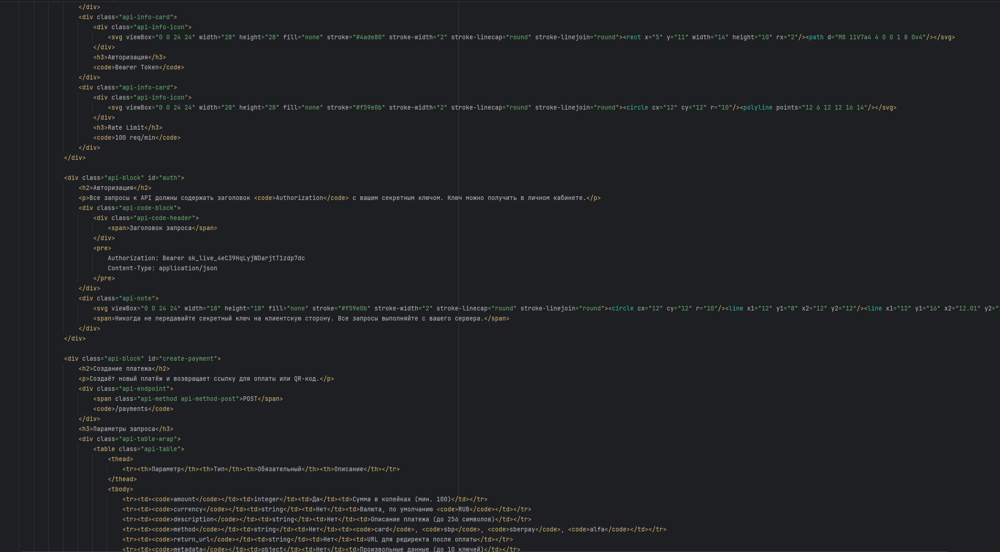 </div>
<div class="api-info-card">
<div class="api-info-icon">
<svg viewBox="0 0 24 24" width="28" height="28" fill="none" stroke="#4ade80" stroke-width="2" stroke-linecap="round" stroke-linejoin="round"><rect x="5" y="11" width="14" height="10" rx="2"/><path d="M8 11V7a4 4 0 0 1 8 0v4"/></svg>
</div>
<h3>Авторизация</h3>
<code>Bearer Token</code>
</div>
<div class="api-info-card">
<div class="api-info-icon">
<svg viewBox="0 0 24 24" width="28" height="28" fill="none" stroke="#f59e0b" stroke-width="2" stroke-linecap="round" stroke-linejoin="round"><circle cx="12" cy="12" r="10"/><polyline points="12 6 12 12 16 14"/></svg>
</div>
<h3>Rate Limit</h3>
<code>100 req/min</code>
</div>
</div>
<div class="api-block" id="auth">
<h2>Авторизация</h2>
<p>Все запросы к API должны содержать заголовок <code>Authorization</code> с вашим секретным ключом. Ключ можно получить в личном кабинете.</p>
<div class="api-code-block">
<div class="api-code-header">
<span>Заголовок запроса</span>
</div>
<pre>
Authorization: Bearer sk_live_4eC39HqLyjWDarjtT1zdp7dc
Content-Type: application/json
</pre>
</div>
<div class="api-note">
<svg viewBox="0 0 24 24" width="18" height="18" fill="none" stroke="#f59e0b" stroke-width="2" stroke-linecap="round" stroke-linejoin="round"><circle cx="12" cy="12" r="10"/><line x1="12" y1="8" x2="12" y2="12"/><line x1="12" y1="16" x2="12.01" y2="
<span>Никогда не передавайте секретный ключ на клиентскую сторону. Все запросы выполняйте с вашего сервера.</span>
</div>
</div>
<div class="api-block" id="create-payment">
<h2>Создание платежа</h2>
<p>Создаёт новый платёж и возвращает ссылку для оплаты или QR-код.</p>
<div class="api-endpoint">
<span class="api-method api-method-post">POST</span>
<code>/payments</code>
</div>
<h3>Параметры запроса</h3>
<div class="api-table-wrap">
<table class="api-table">
<thead>
<tr><th>Параметр</th><th>Тип</th><th>Обязательный</th><th>Описание</th></tr>
</thead>
<tbody>
<tr><td><code>amount</code></td><td>integer</td><td>Да</td><td>Сумма в копейках (мин. 100)</td></tr>
<tr><td><code>currency</code></td><td>string</td><td>Нет</td><td>Валюта, по умолчанию <code>RUB</code></td></tr>
<tr><td><code>description</code></td><td>string</td><td>Нет</td><td>Описание платежа (до 256 символов)</td></tr>
<tr><td><code>method</code></td><td>string</td><td>Нет</td><td><code>card</code>, <code>sbp</code>, <code>sberpay</code>, <code>alfa</code></td></tr>
<tr><td><code>return_url</code></td><td>string</td><td>Нет</td><td>URL для редиректа после оплаты</td></tr>
<tr><td><code>metadata</code></td><td>object</td><td>Нет</td><td>Произвольные данные (до 10 ключей)</td></tr>